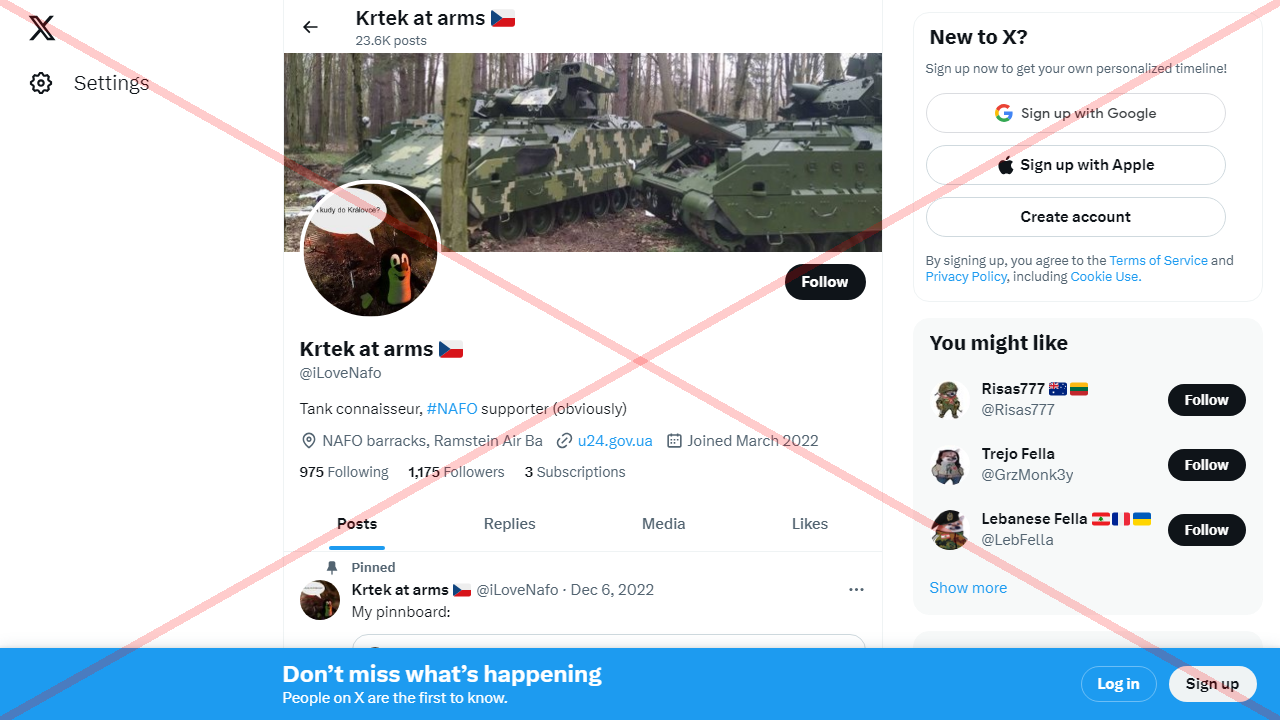 Settings
Krtek at arms 🇨🇿
23.6K posts
kudy do Královce?
Follow
Krtek at arms 🇨🇿
@iLoveNafo
Tank connaisseur, #NAFO supporter (obviously)
NAFO barracks, Ramstein Air Ba u24.gov.ua Joined March 2022
975 Following 1,175 Followers 3 Subscriptions
Posts Replies Media Likes
Pinned
Krtek at arms 🇨🇿 @iLoveNafo · Dec 6, 2022
My pinnboard:
New to X?
Sign up now to get your own personalized timeline!
Sign up with Google
Sign up with Apple
Create account
By signing up, you agree to the Terms of Service and
Privacy Policy, including Cookie Use.
You might like
Risas777 🇦🇺 🇱🇹
@Risas777
Follow
Trejo Fella
@GrzMonk3y
Follow
Lebanese Fella 🇱🇧 🇫🇷 🇺🇦
@LebFella
Follow
Show more
Don’t miss what’s happening
People on X are the first to know.
Log in
Sign up